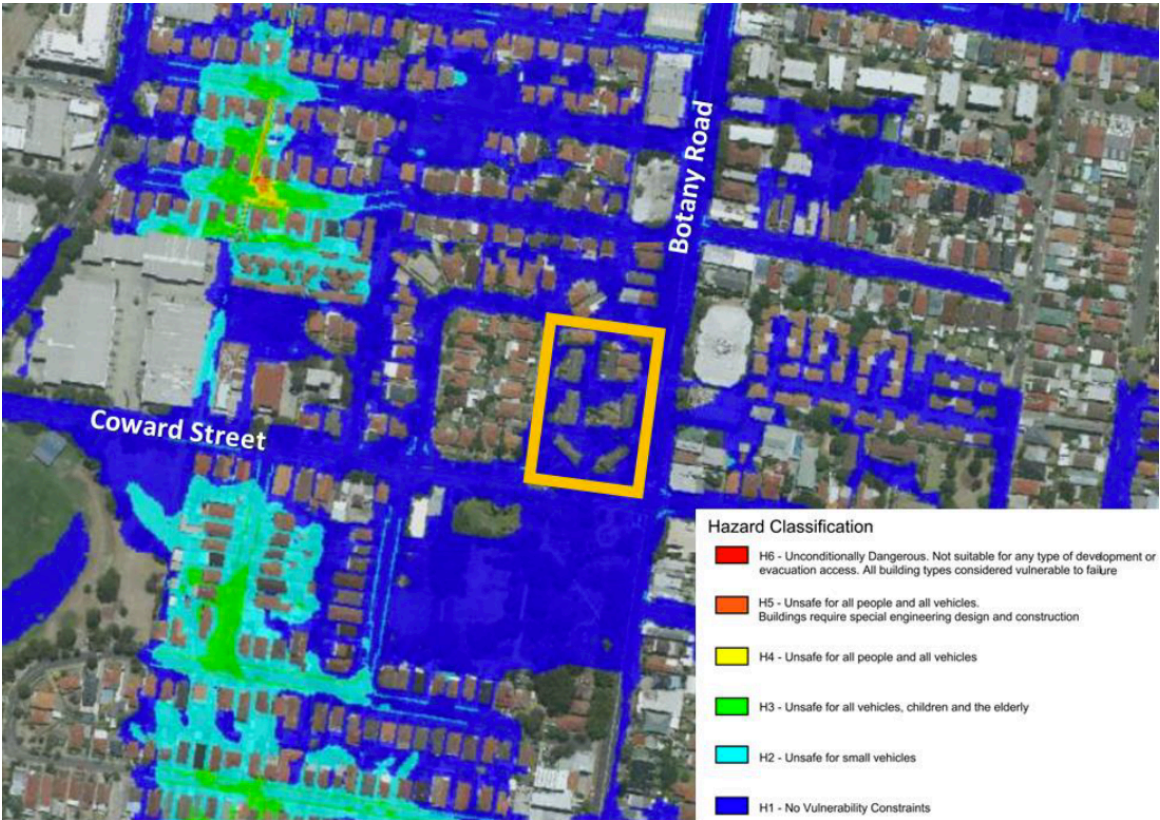 Botany Road
Coward Street
Hazard Classification
H6 - Unconditionally Dangerous. Not suitable for any type of development or
evacuation access. All building types considered vulnerable to failure
H5 - Unsafe for all people and all vehicles.
Buildings require special engineering design and construction
H4 - Unsafe for all people and all vehicles
H3 - Unsafe for all vehicles, children and the elderly
H2 - Unsafe for small vehicles
H1 - No Vulnerability Constraints